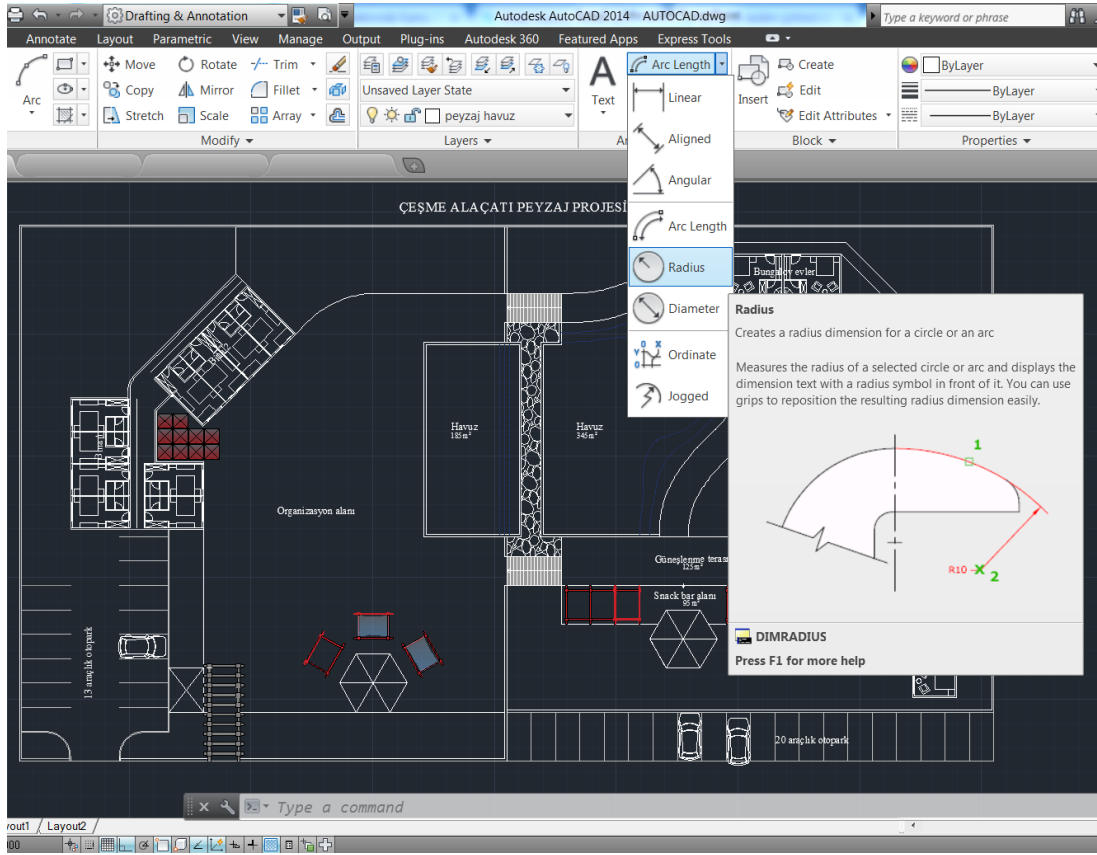 Drafting & Annotation
Autodesk AutoCAD 2014 AUTOCAD.dwg
Type a keyword or phrase
Annotate Layout Parametric View Manage Output Plug-ins Autodesk 360 Featured Apps Express Tools
Arc
Move Rotate Trim
Copy Mirror Fillet
Stretch Scale Array
Modify
Unsaved Layer State
peyzaj havuz
Layers
Text
Arc Length
Linear
Aligned
Angular
Arc Length
Radius
Diameter
Ordinate
Jogged
Insert
Create
Edit
Edit Attributes
Block
ByLayer
ByLayer
ByLayer
Properties
ÇEŞME ALAÇATI PEYZAJ PROJESİ
Bungalov evler
Havuz
185m²
Havuz
345m²
Organizasyon alanı
Güneşlenme teras
125m²
Snack bar alanı
95m²
13 araçlık otopark
20 araçlık otopark
Radius
Creates a radius dimension for a circle or an arc
Measures the radius of a selected circle or arc and displays the
dimension text with a radius symbol in front of it. You can use
grips to reposition the resulting radius dimension easily.
1
R10
2
DIMRADIUS
Press F1 for more help
Type a command
yout1 Layout2